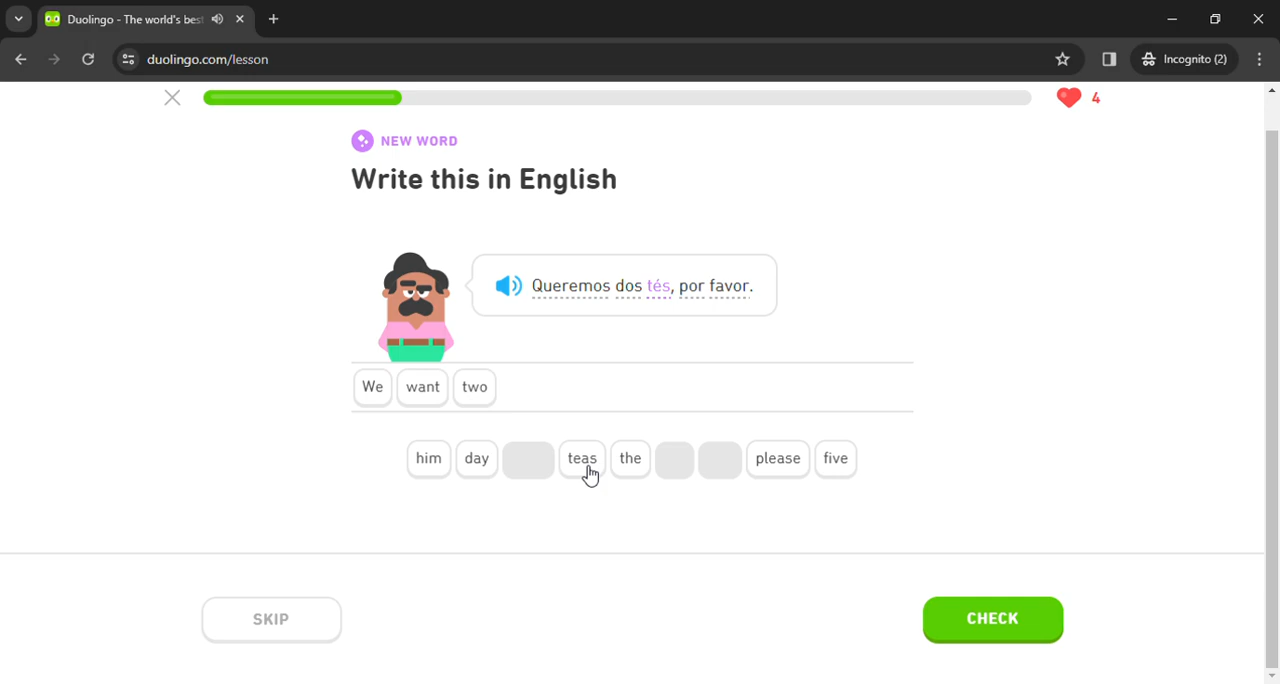 Duolingo - The world's bes
duolingo.com/lesson
Incognito (2)
4
NEW WORD
Write this in English
Queremos dos tés, por favor.
We want two
him day teas the please five
SKIP
CHECK